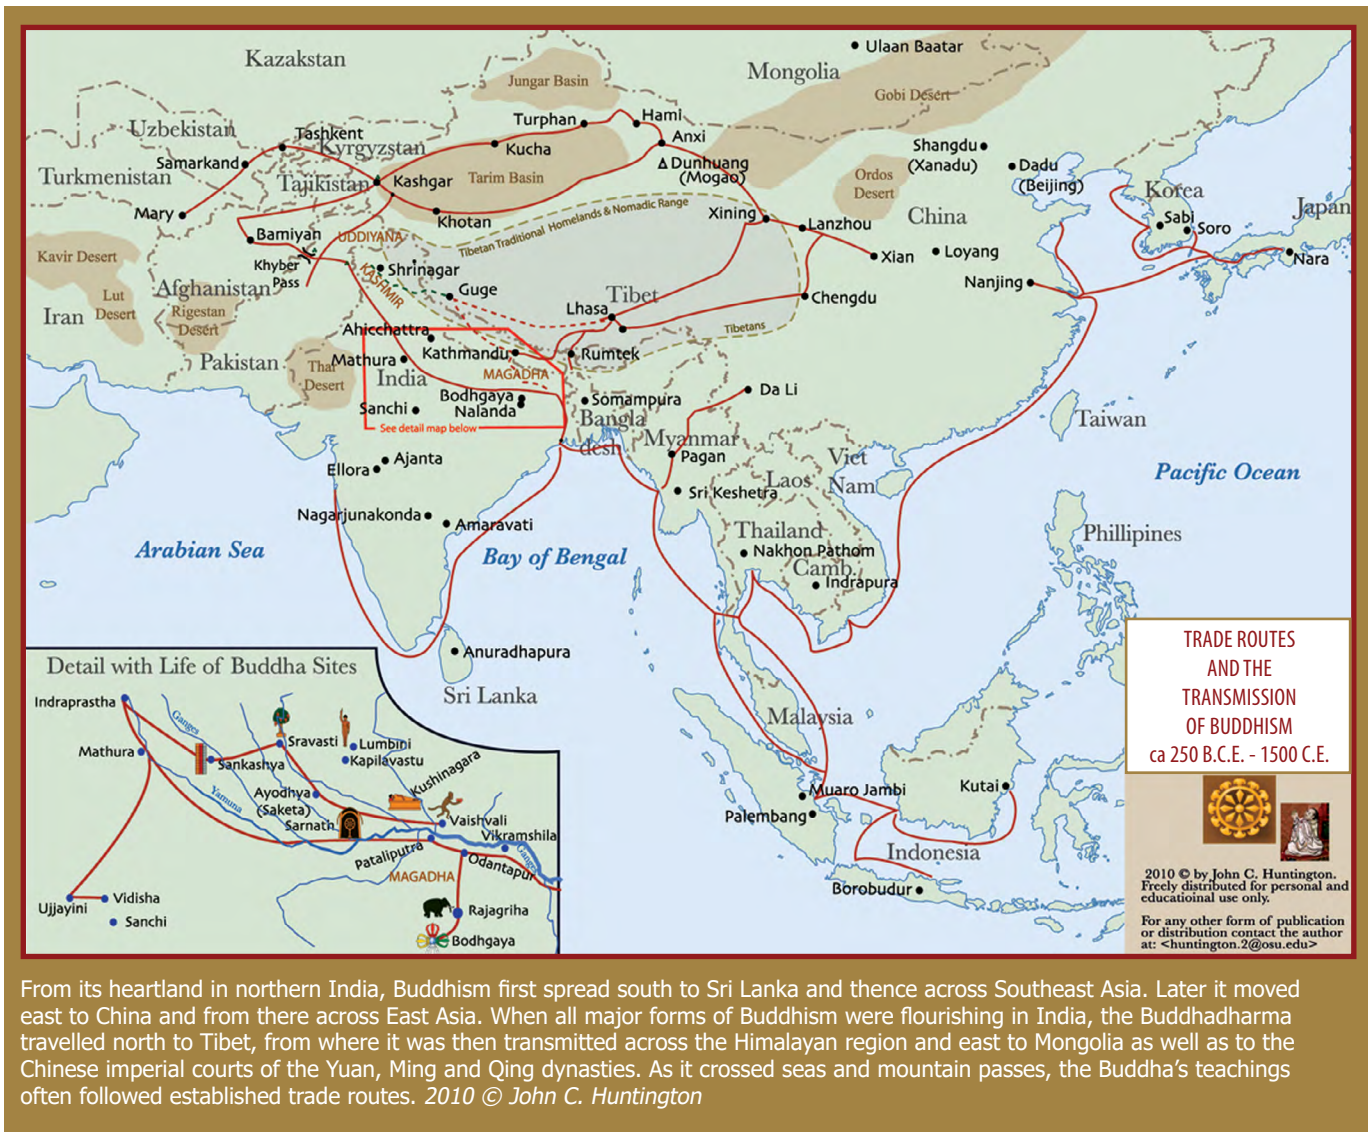 Kazakstan
Ulaan Baatar
Mongolia
Jungar Basin
Gobi Desert
Uzbekistan
Tashkent
Kyrgyzstan
Turphan
Hami
Anxi
Kucha
Shangdu
(Xanadu)
Dadu
(Beijing)
Samarkand
Dunhuang
(Mogao)
Turkmenistan
Tajikistan
Kashgar
Tarim Basin
Ordos
Desert
Korea
Mary
Khotan
Tibetan Traditional Homelands & Nomadic Range
Xining
Lanzhou
China
Sabi
Soro
Japan
Bamiyan
UDDIYANA
Kavir Desert
Khyber
Pass
Shrinagar
KASHMIR
Xian
Loyang
Nara
Afghanistan
Guge
Tibet
Nanjing
Lut
Desert
Iran
Rigestan
Desert
Lhasa
Chengdu
Ahicchattra
Tibetans
Pakistan
Thar
Desert
Mathura
Kathmandu
Rumtek
India
MAGADHA
Da Li
Bodhgaya
Nalanda
Somampura
Sanchi
Bangla
desh
Taiwan
See detail map below
Myanmar
Pagan
Viet
Nam
Ajanta
Ellora
Laos
Pacific Ocean
Sri Keshetra
Nagarjunakonda
Amaravati
Thailand
Phillipines
Arabian Sea
Bay of Bengal
Nakhon Pathom
Camb.
Indrapura
Anuradhapura
Sri Lanka
Malaysia
Muaro Jambi
Kutai
Palembang
Indonesia
Borobudur
TRADE ROUTES
AND THE
TRANSMISSION
OF BUDDHISM
ca 250 B.C.E. - 1500 C.E.
2010 © by John C. Huntington.
Freely distributed for personal and
educatioinal use only.
For any other form of publication
or distribution contact the author
at: <huntington.2@osu.edu>
Detail with Life of Buddha Sites
Indraprastha
Ganges
Mathura
Sravasti
Lumbini
Sankashya
Kapilavastu
Kushinagara
Yamuna
Ayodhya
(Saketa)
Sarnath
Vaishvali
Vikramshila
Pataliputra
Ganges
Odantapur
MAGADHA
Ujjayini
Vidisha
Sanchi
Rajagriha
Bodhgaya
From its heartland in northern India, Buddhism first spread south to Sri Lanka and thence across Southeast Asia. Later it moved
east to China and from there across East Asia. When all major forms of Buddhism were flourishing in India, the Buddhadharma
travelled north to Tibet, from where it was then transmitted across the Himalayan region and east to Mongolia as well as to the
Chinese imperial courts of the Yuan, Ming and Qing dynasties. As it crossed seas and mountain passes, the Buddha’s teachings
often followed established trade routes. 2010 © John C. Huntington